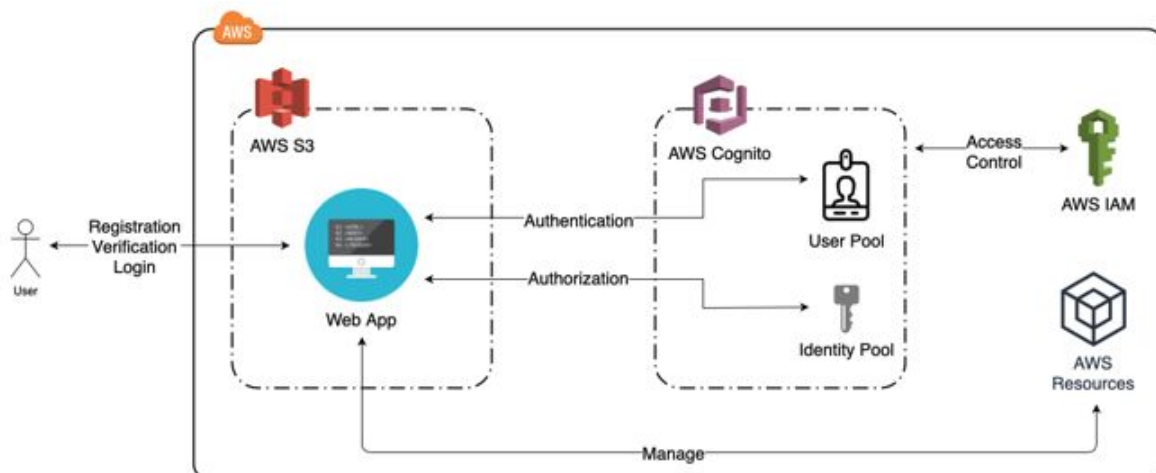 AWS
AWS S3
AWS Cognito
Access
Control
AWS IAM
Registration
Verification
Login
User
Authentication
User Pool
Authorization
Web App
Identity Pool
AWS
Resources
Manage